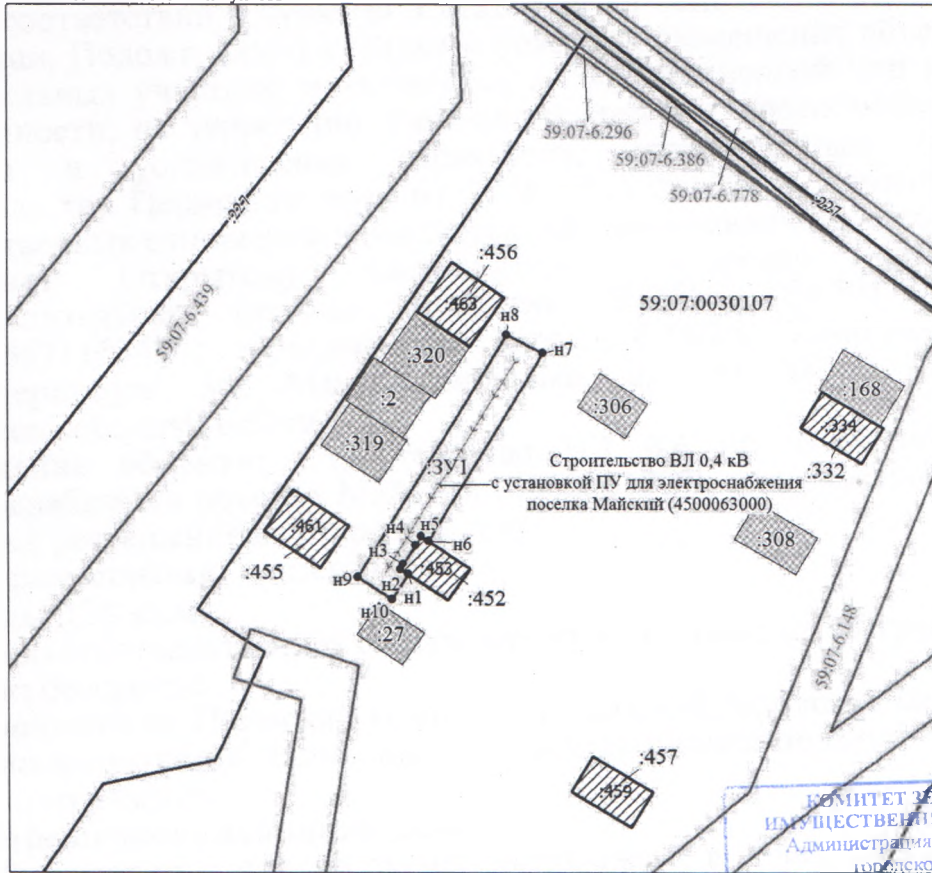 59:07-6.296
59:07-6.386
59:07-6.778
:227
:227
59:07-6.439
:456
:463
59:07:0030107
н8
н7
:320
:2
:319
:306
:168
:334
:332
:ЗУ1
Строительство ВЛ 0,4 кВ
с установкой ПУ для электроснабжения
поселка Майский (4500063000)
:461
:455
н4
н5
н3
н6
:453
:452
н9
н2
н1
н10
:27
:308
59:07-6.148
:457
:459
КОМИТЕТ
ИМУЩЕСТВЕН
Администрация
городско